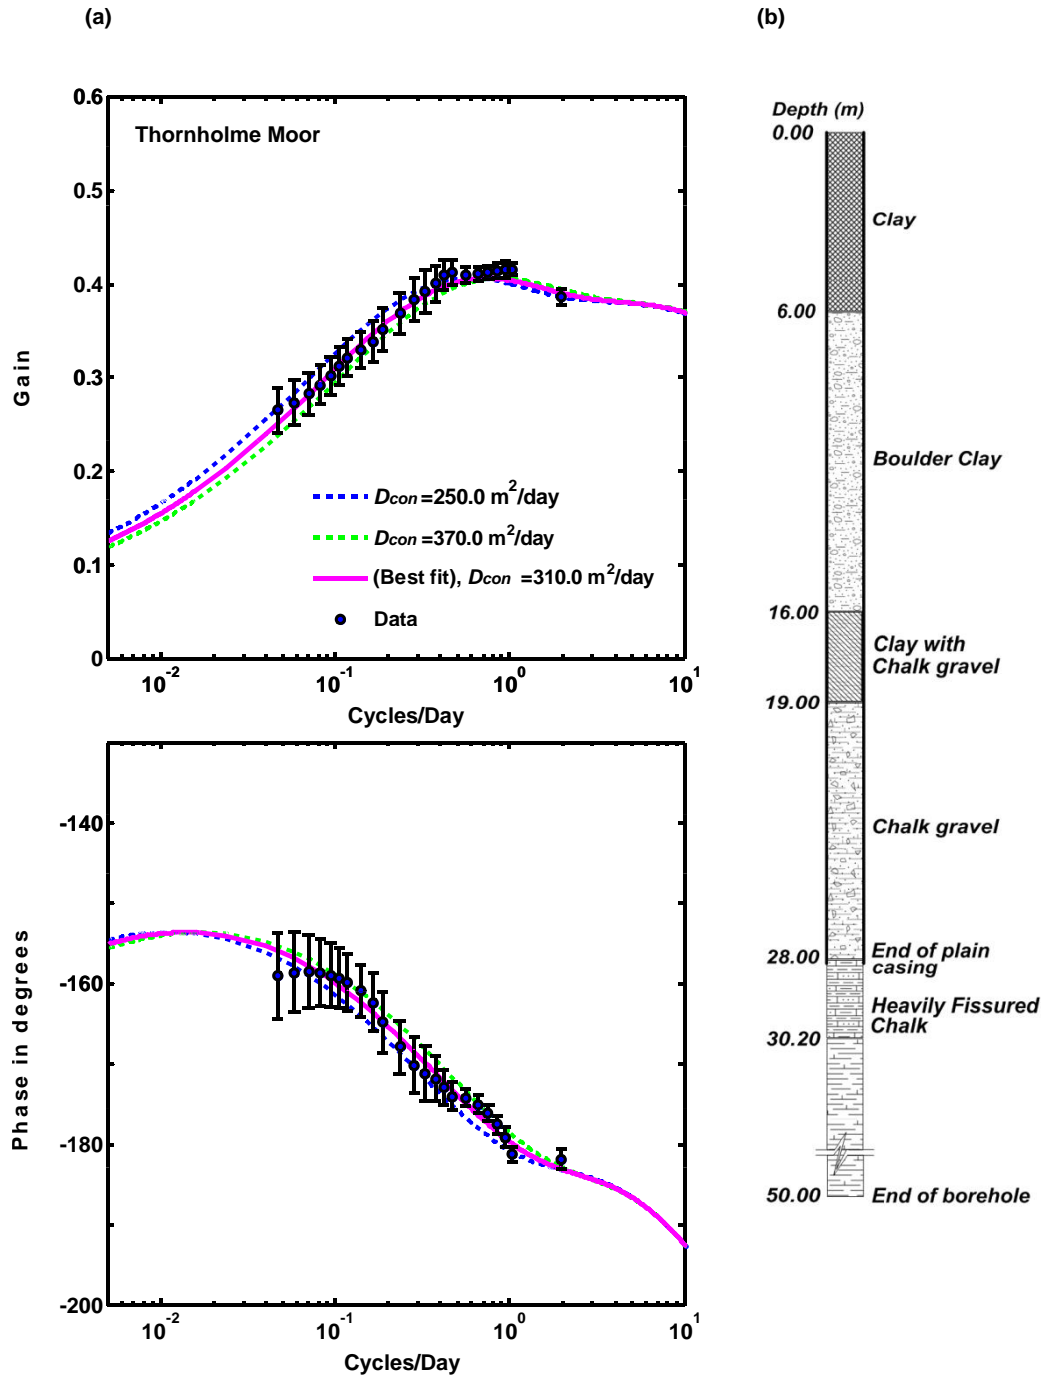 (a)
(b)
0.6
0.5
0.4
0.3
0.2
0.1
0
Gain
Thornholme Moor
Dcon =250.0 m²/day
Dcon =370.0 m²/day
(Best fit), Dcon =310.0 m²/day
Data
10⁻² 10⁻¹ 10⁰ 10¹
Cycles/Day
-140
-160
-180
-200
Phase in degrees
10⁻² 10⁻¹ 10⁰ 10¹
Cycles/Day
Depth (m)
0.00
Clay
6.00
Boulder Clay
16.00
Clay with
Chalk gravel
19.00
Chalk gravel
28.00
End of plain
casing
Heavily Fissured
Chalk
30.20
50.00
End of borehole